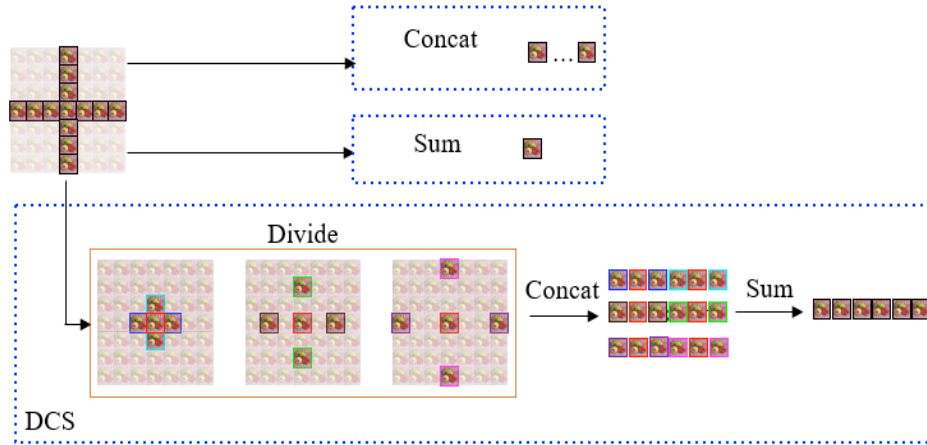 Concat
...
Sum
Divide
Concat
Sum
DCS